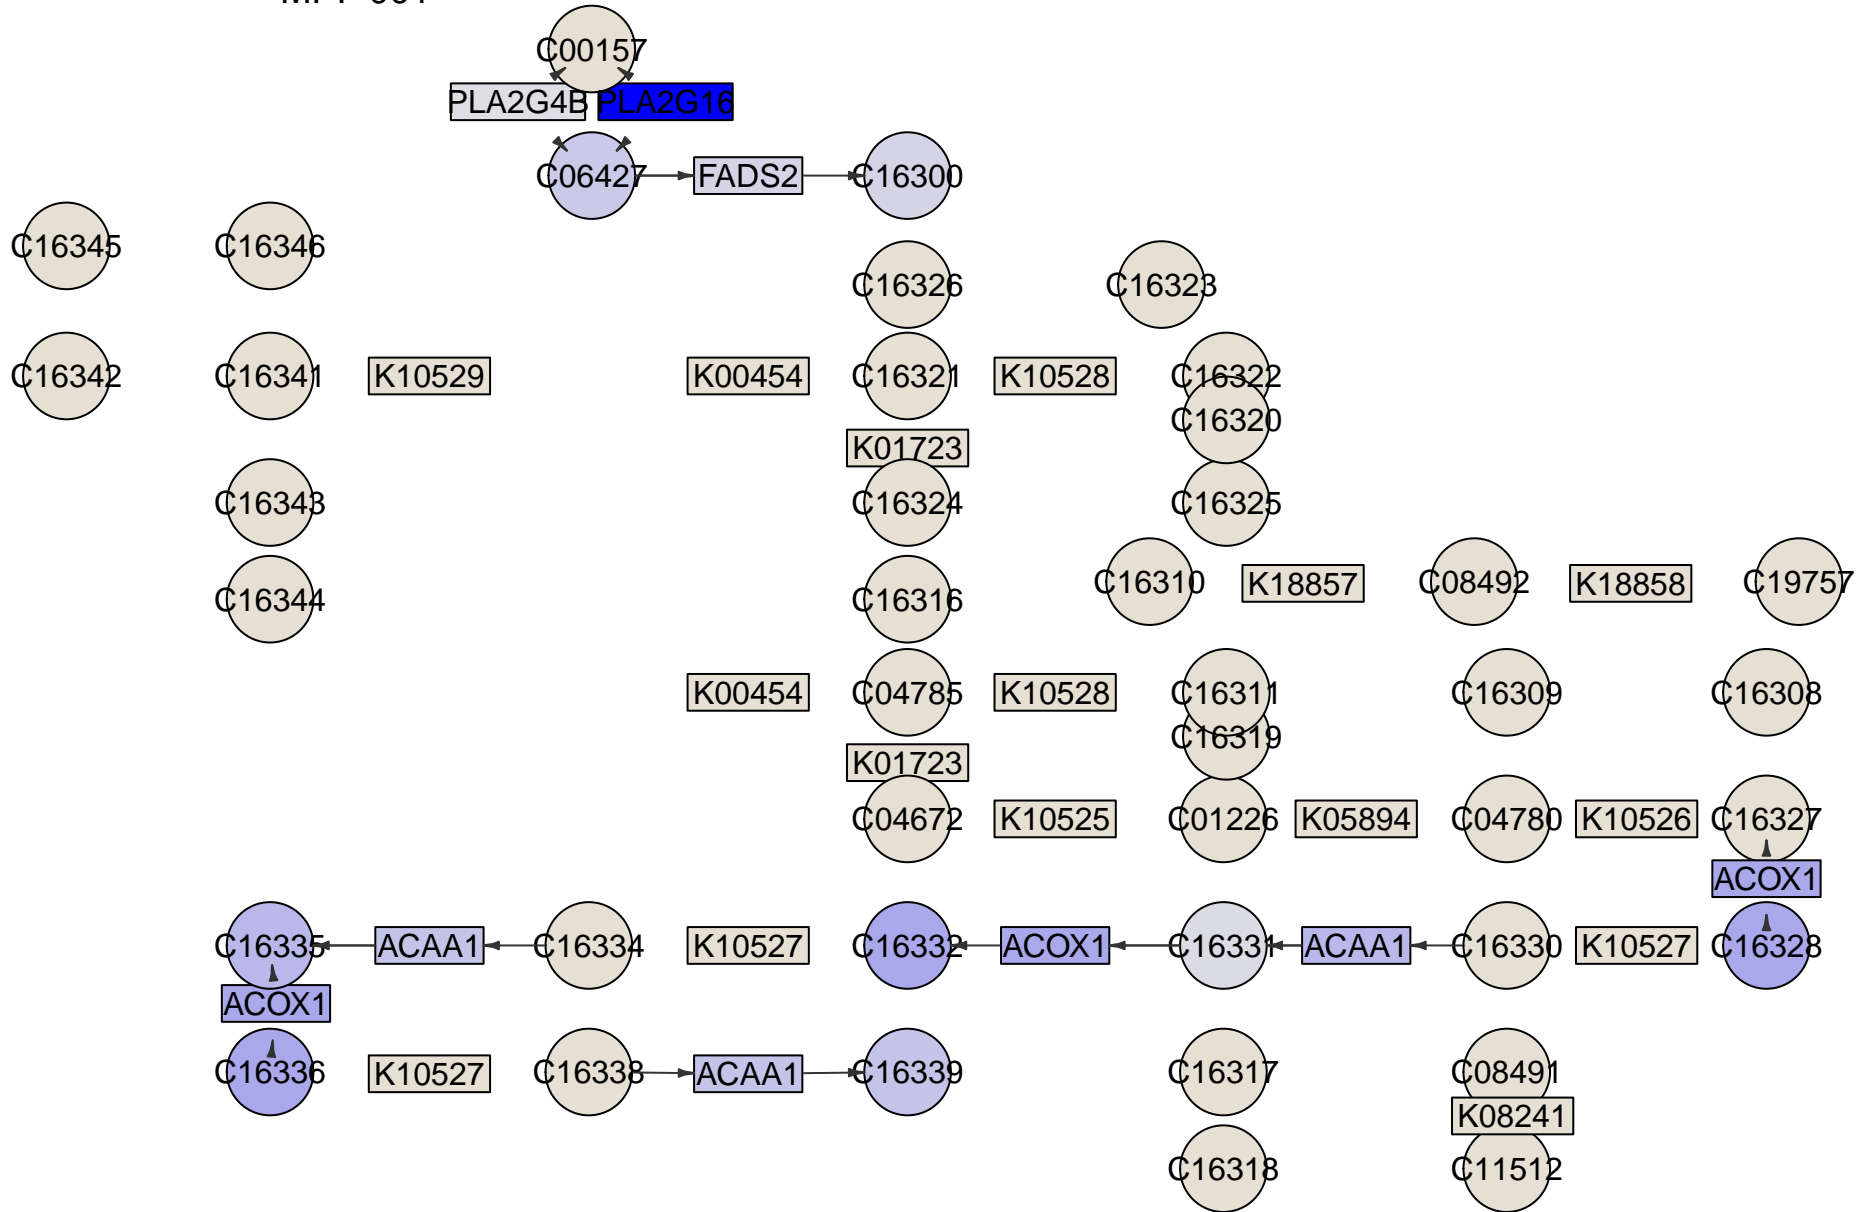 C00157
PLA2G4B PLA2G16
C06427 FADS2 C16300
C16345 C16346
C16326 C16323
C16342 C16341 K10529 K00454 C16321 K10528 C16322
C16320
K01723
C16343 C16324 C16325
C16310 K18857 C08492 K18858 C19757
C16344 C16316
K00454 C04785 K10528 C16311 C16309 C16308
C16319
K01723
C04672 K10525 C01226 K05894 C04780 K10526 C16327
ACOX1
C16335 ACAA1 C16334 K10527 C16332 ACOX1 C16331 ACAA1 C16330 K10527 C16328
ACOX1
C16336 K10527 C16338 ACAA1 C16339 C16317 C08491
K08241
C16318 C11512